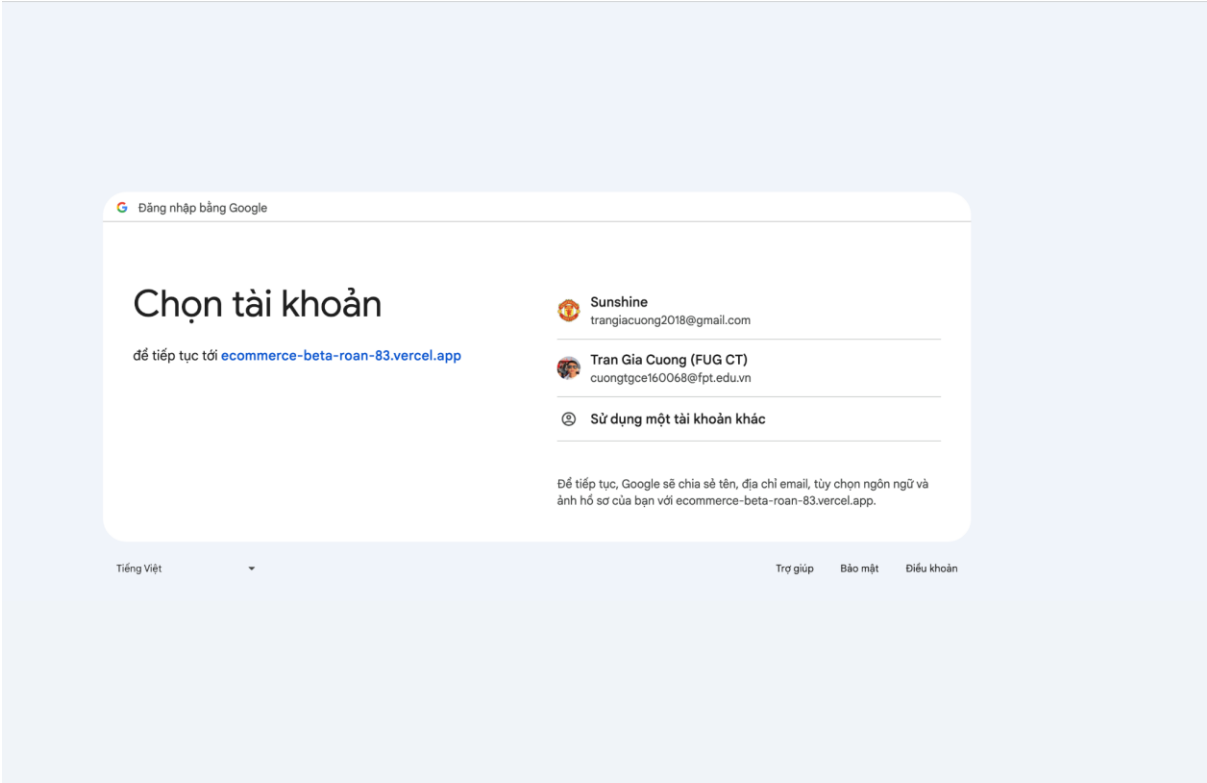 Đăng nhập bằng Google
Chọn tài khoản
để tiếp tục tới ecommerce-beta-roan-83.vercel.app
Sunshine
trangiacuong2018@gmail.com
Tran Gia Cuong (FUG CT)
cuongtgce160068@fpt.edu.vn
Sử dụng một tài khoản khác
Để tiếp tục, Google sẽ chia sẻ tên, địa chỉ email, tùy chọn ngôn ngữ và
ảnh hồ sơ của bạn với ecommerce-beta-roan-83.vercel.app.
Tiếng Việt
Trợ giúp Bảo mật Điều khoản